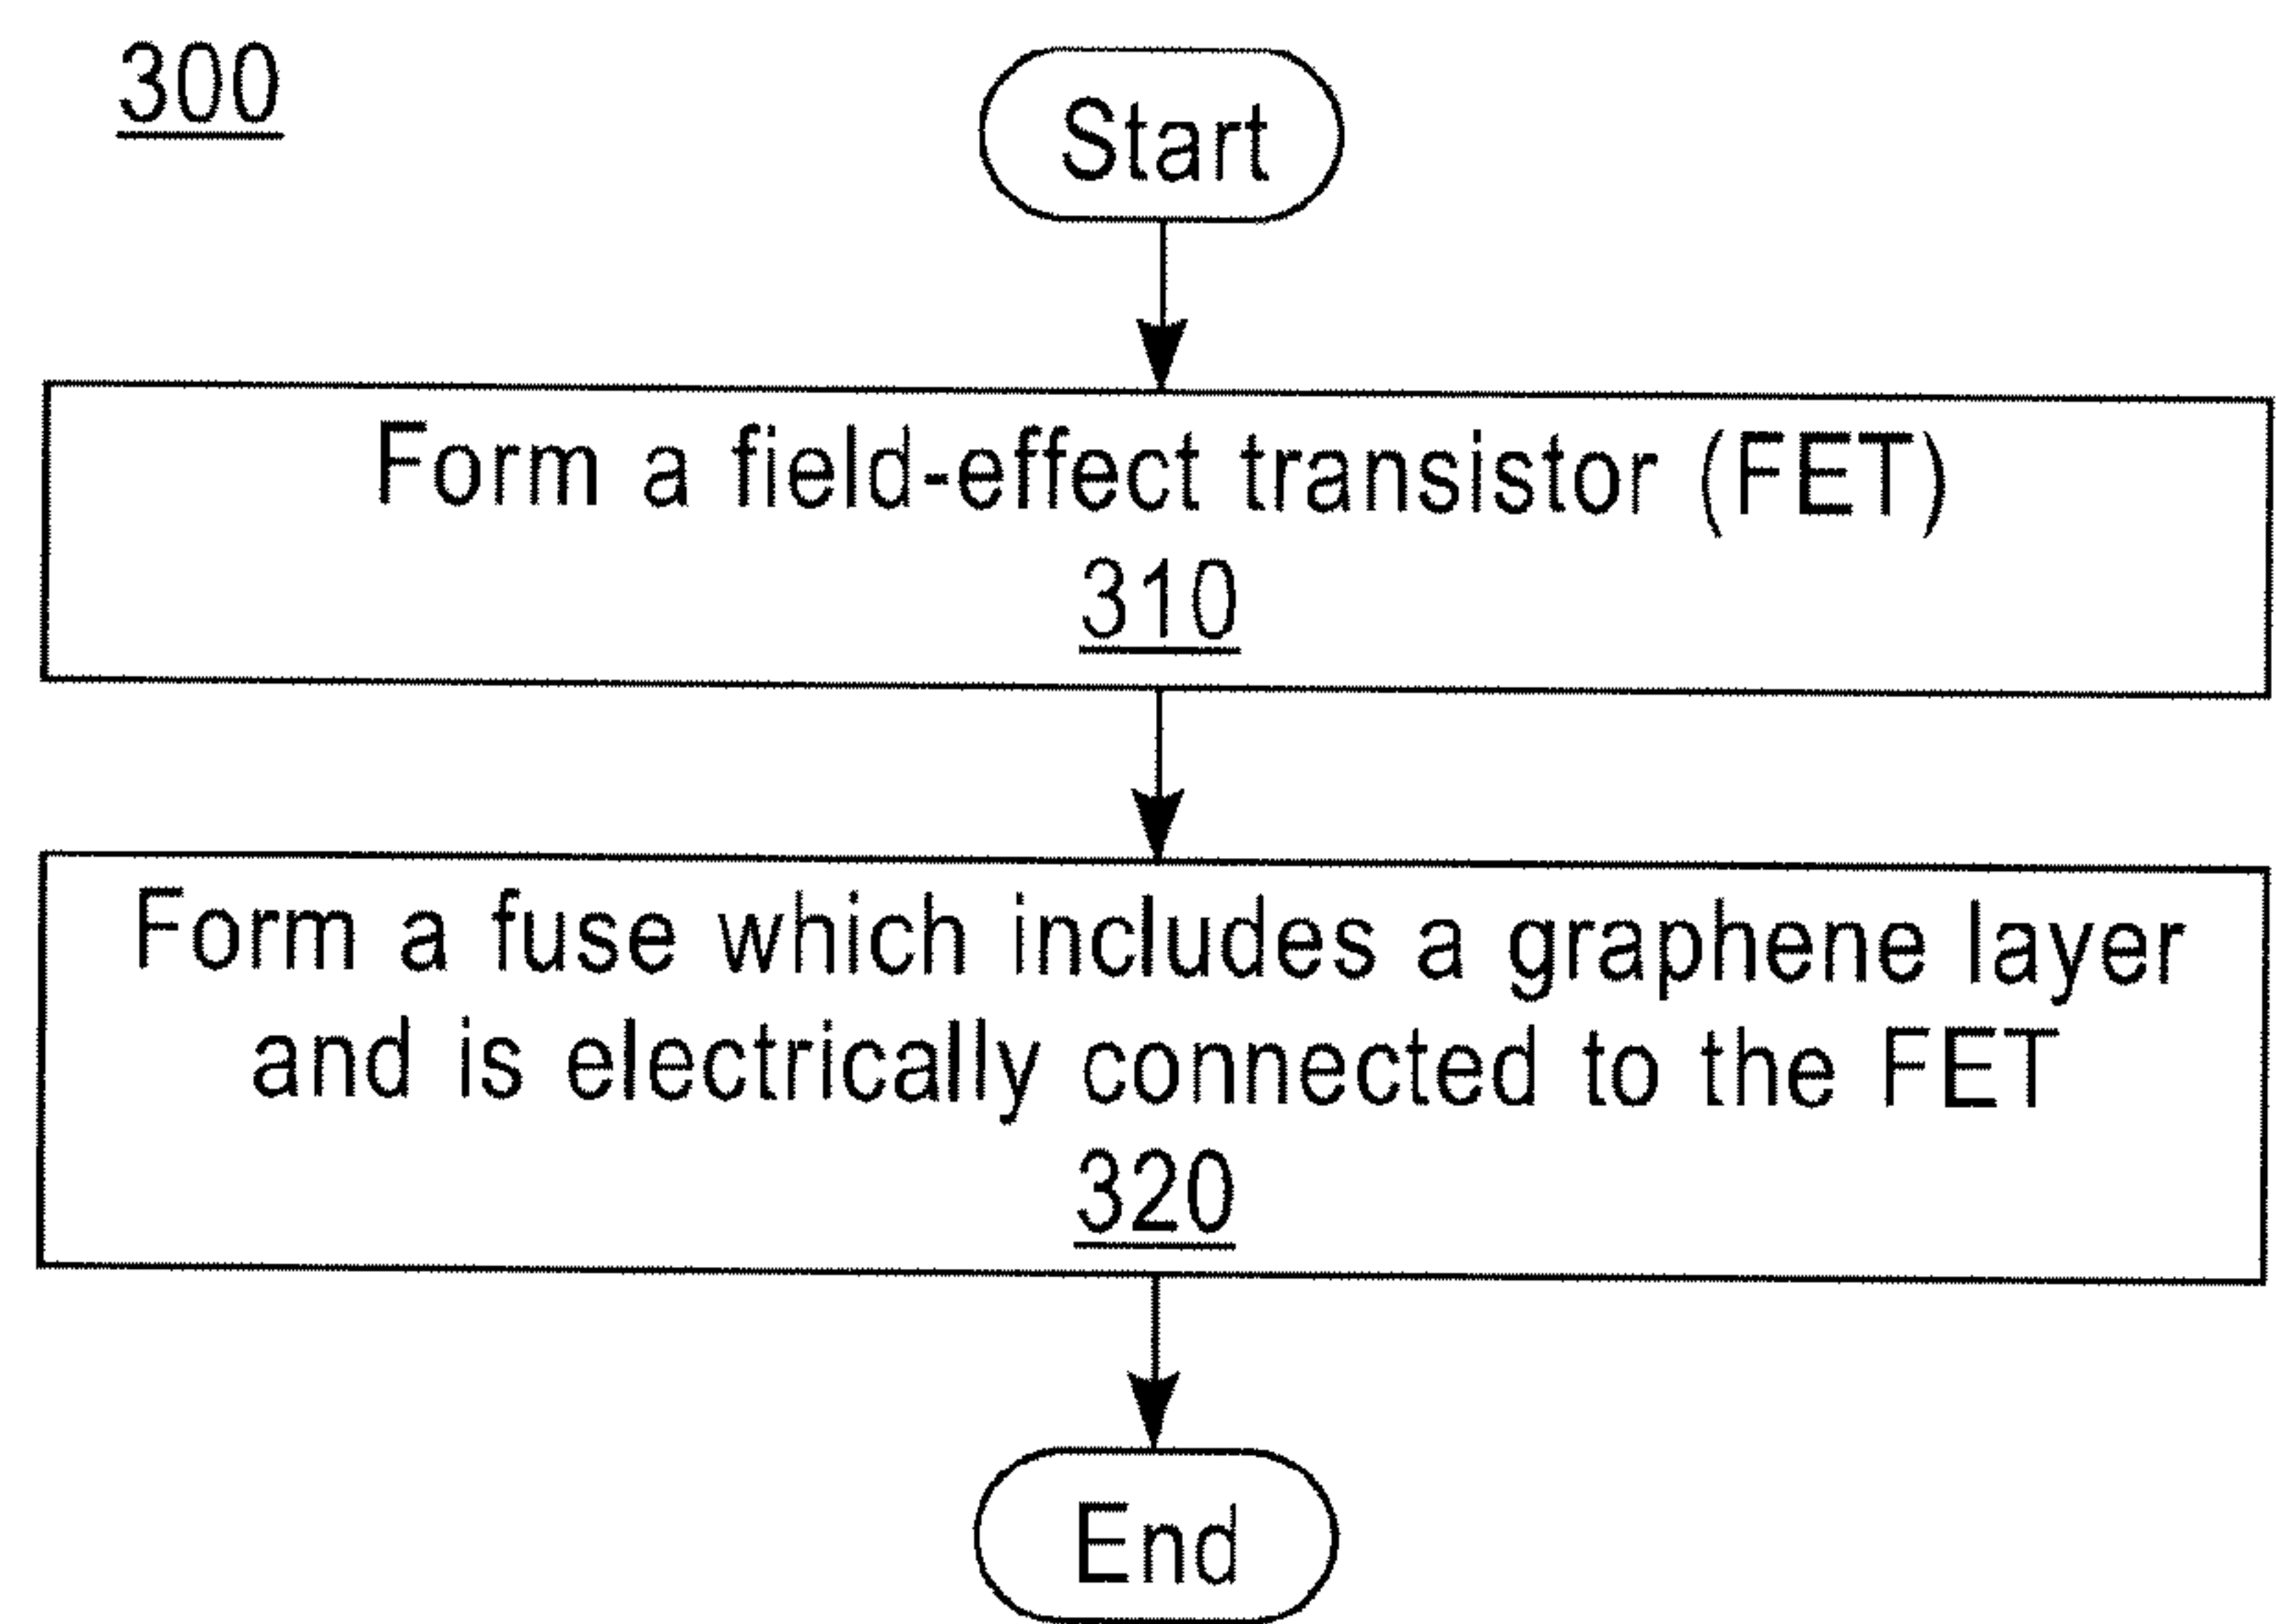 300
Start
Form a field-effect transistor (FET)
310
Form a fuse which includes a graphene layer
and is electrically connected to the FET
320
End